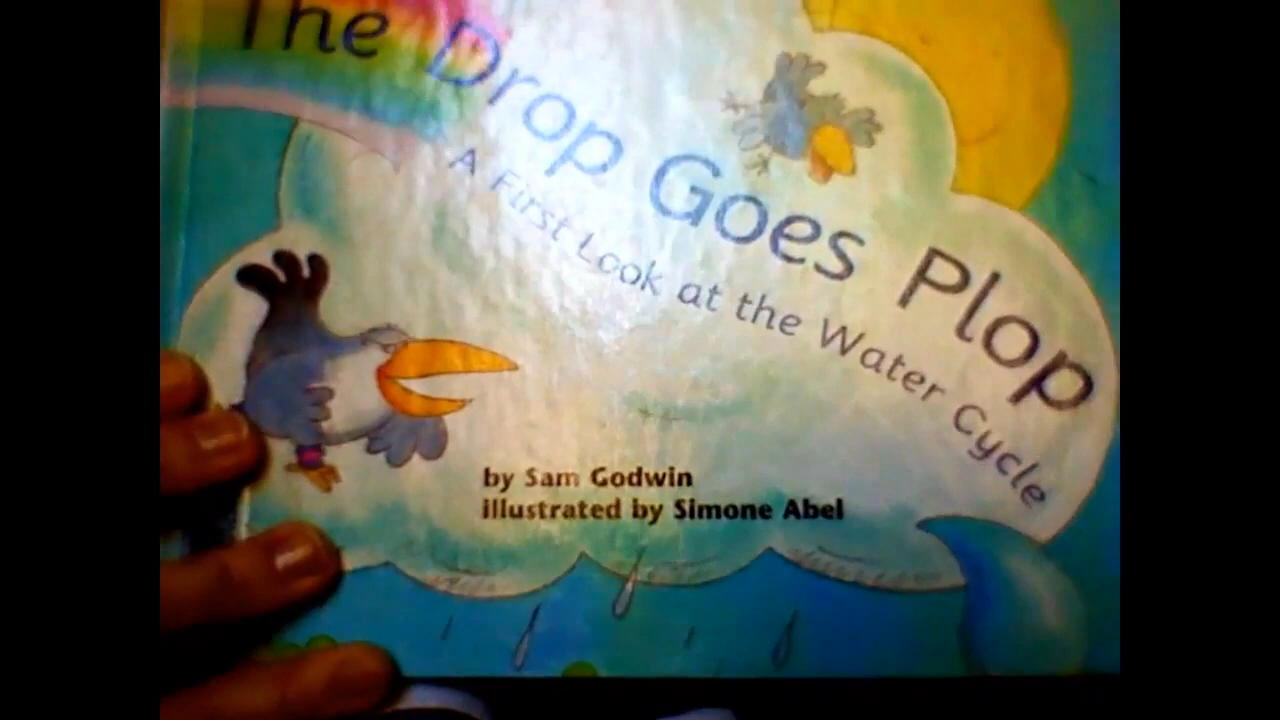 The Drop Goes Plop
A First Look at the Water Cycle
by Sam Godwin
illustrated by Simone Abel